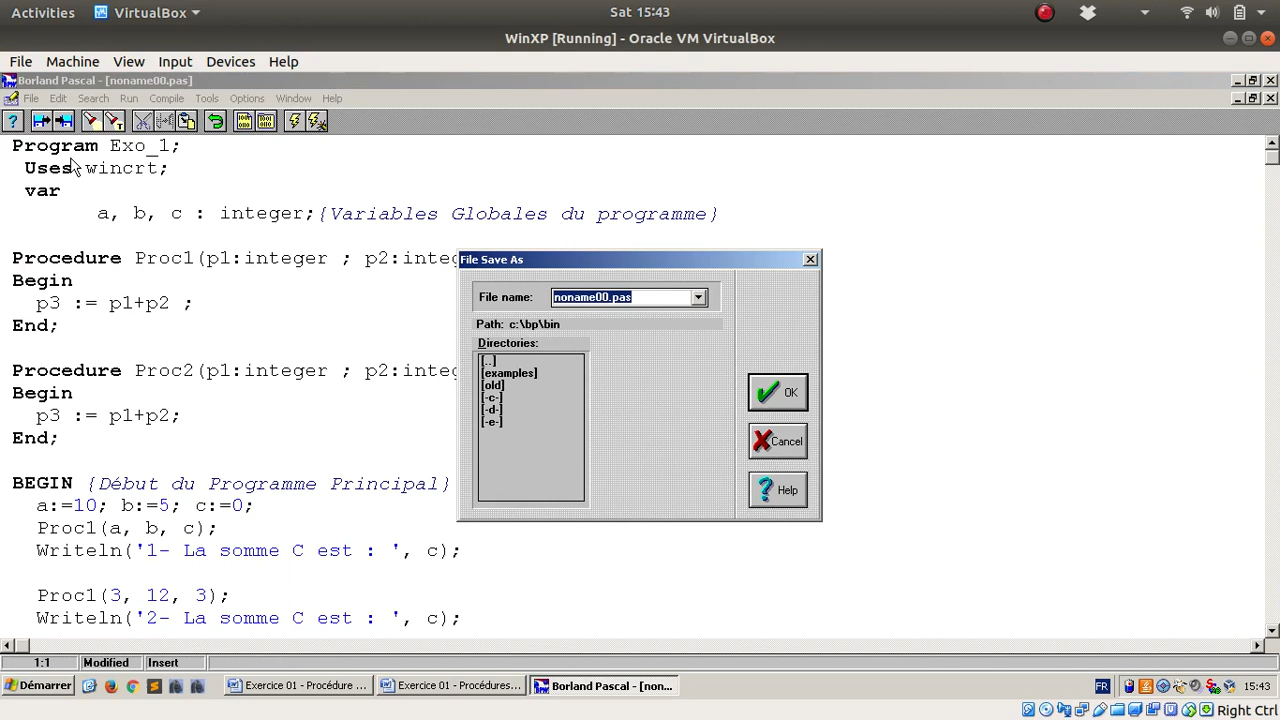 Activities VirtualBox Sat 15:43
WinXP [Running] - Oracle VM VirtualBox
File Machine View Input Devices Help
Borland Pascal - [noname00.pas]
File Edit Search Run Compile Tools Options Window Help
Program Exo_1;
Uses wincrt;
var
a, b, c : integer;{Variables Globales du programme}
Procedure Proc1(p1:integer ; p2:inte
Begin
p3 := p1+p2 ;
End;
Procedure Proc2(p1:integer ; p2:inte
Begin
p3 := p1+p2;
End;
BEGIN {Début du Programme Principal}
a:=10; b:=5; c:=0;
Proc1(a, b, c);
Writeln('1- La somme C est : ', c);
Proc1(3, 12, 3);
Writeln('2- La somme C est : ', c);
File Save As
File name: noname00.pas
Path: c:\bp\bin
Directories:
[..]
[examples]
[old]
[-c-]
[-d-]
[-e-]
OK
Cancel
Help
1:1 Modified Insert
Démarrer Exercice 01 - Procédure ... Exercice 01 - Procédures... Borland Pascal - [non... FR 15:43
Right Ctrl